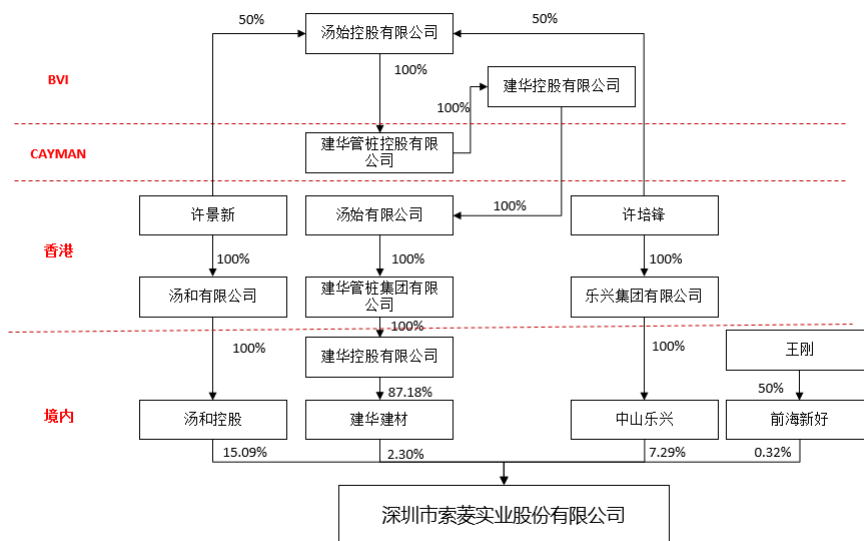 50%
汤始控股有限公司
50%
100%
BVI
建华控股有限公司
100%
CAYMAN
建华管桩控股有限
公司
许景新
汤始有限公司
100%
许培锋
香港
100%
100%
100%
汤和有限公司
建华管桩集团有限
公司
乐兴集团有限公司
100%
建华控股有限公司
王刚
100%
100%
87.18%
50%
境内
汤和控股
建华建材
中山乐兴
前海新好
15.09%
2.30%
7.29%
0.32%
深圳市索菱实业股份有限公司